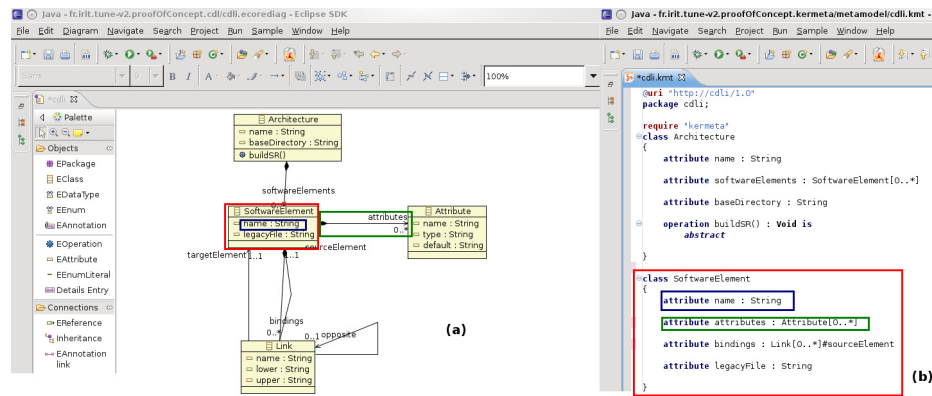 Java - fr.irit.tune-v2.proofOfConcept.cdl/cdli.ecorediag - Eclipse SDK
File Edit Diagram Navigate Search Project Run Sample Window Help
Sans 9 B I A 100%
*cdli
Palette
Objects
EPackage
EClass
EDataType
EEnum
EAnnotation
EOperation
EAttribute
EEnumLiteral
Details Entry
Connections
EReference
Inheritance
EAnnotation
link
Architecture
name : String
baseDirectory : String
buildSR()
softwareElements
0..*
SoftwareElement
name : String
legacyFile : String
attributes
0..*
Attribute
name : String
type : String
default : String
sourceElement
targetElement 1..1
1..1
bindings
0..*
0..1 opposite
Link
name : String
lower : String
upper : String
(a)
Java - fr.irit.tune-v2.proofOfConcept.kermeta/metamodel/cdli.kmt -
File Edit Navigate Search Project Run Sample Window Help
*cdli.kmt
@uri "http://cdli/1.0"
package cdli;
require "kermeta"
class Architecture
{
attribute name : String
attribute softwareElements : SoftwareElement[0..*]
attribute baseDirectory : String
operation buildSR() : Void is
abstract
}
class SoftwareElement
{
attribute name : String
attribute attributes : Attribute[0..*]
attribute bindings : Link[0..*]#sourceElement
attribute legacyFile : String
}
(b)